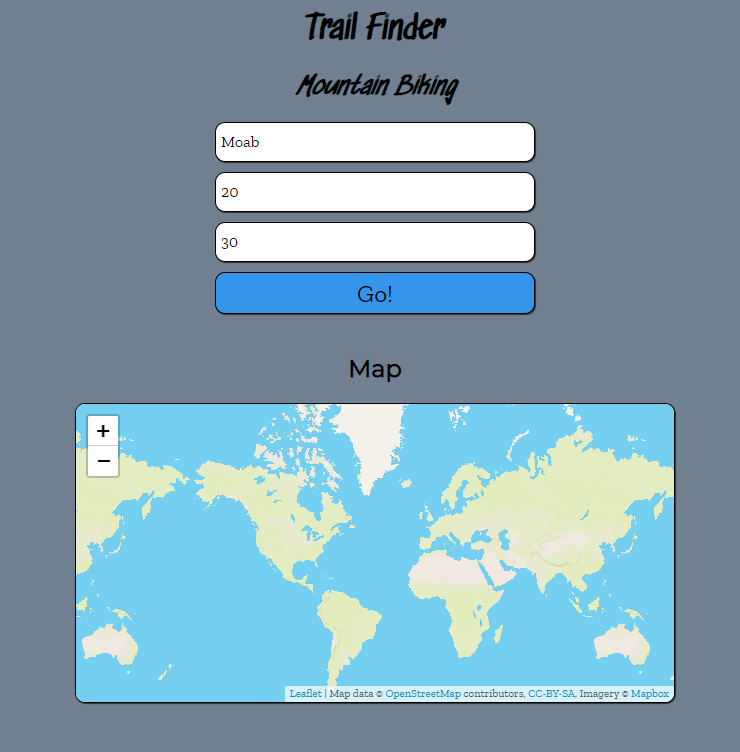 Trail Finder
Mountain Biking
Moab
20
30
Go!
Map
+
−
Leaflet | Map data © OpenStreetMap contributors, CC-BY-SA, Imagery © Mapbox